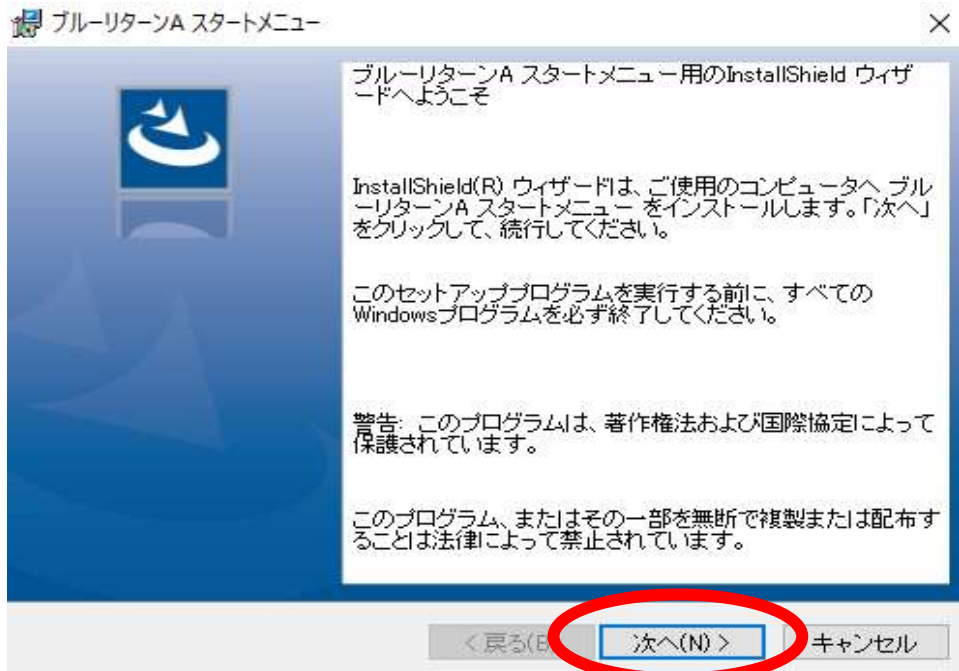 ブルーリターンA スタートメニュー
ブルーリターンA スタートメニュー用のInstallShield ウィザ
ードへようこそ
InstallShield(R) ウィザードは、ご使用のコンピュータへ ブル
ーリターンA スタートメニュー をインストールします。「次へ」
をクリックして、続行してください。
このセットアッププログラムを実行する前に、すべての
Windowsプログラムを必ず終了してください。
警告: このプログラムは、著作権法および国際協定によって
保護されています。
このプログラム、またはその一部を無断で複製または配布す
ることは法律によって禁止されています。
< 戻る(B 次へ(N) > キャンセル